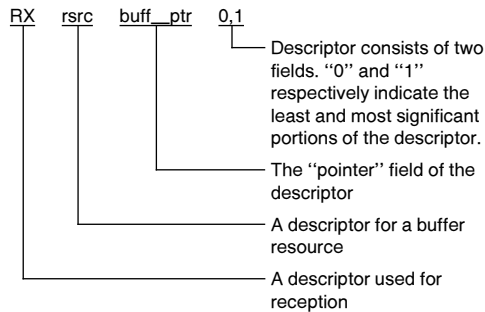 RX rsrc buff__ptr 0,1
Descriptor consists of two
fields. ‘‘0’’ and ‘‘1’’
respectively indicate the
least and most significant
portions of the descriptor.
The ‘‘pointer’’ field of the
descriptor
A descriptor for a buffer
resource
A descriptor used for
reception